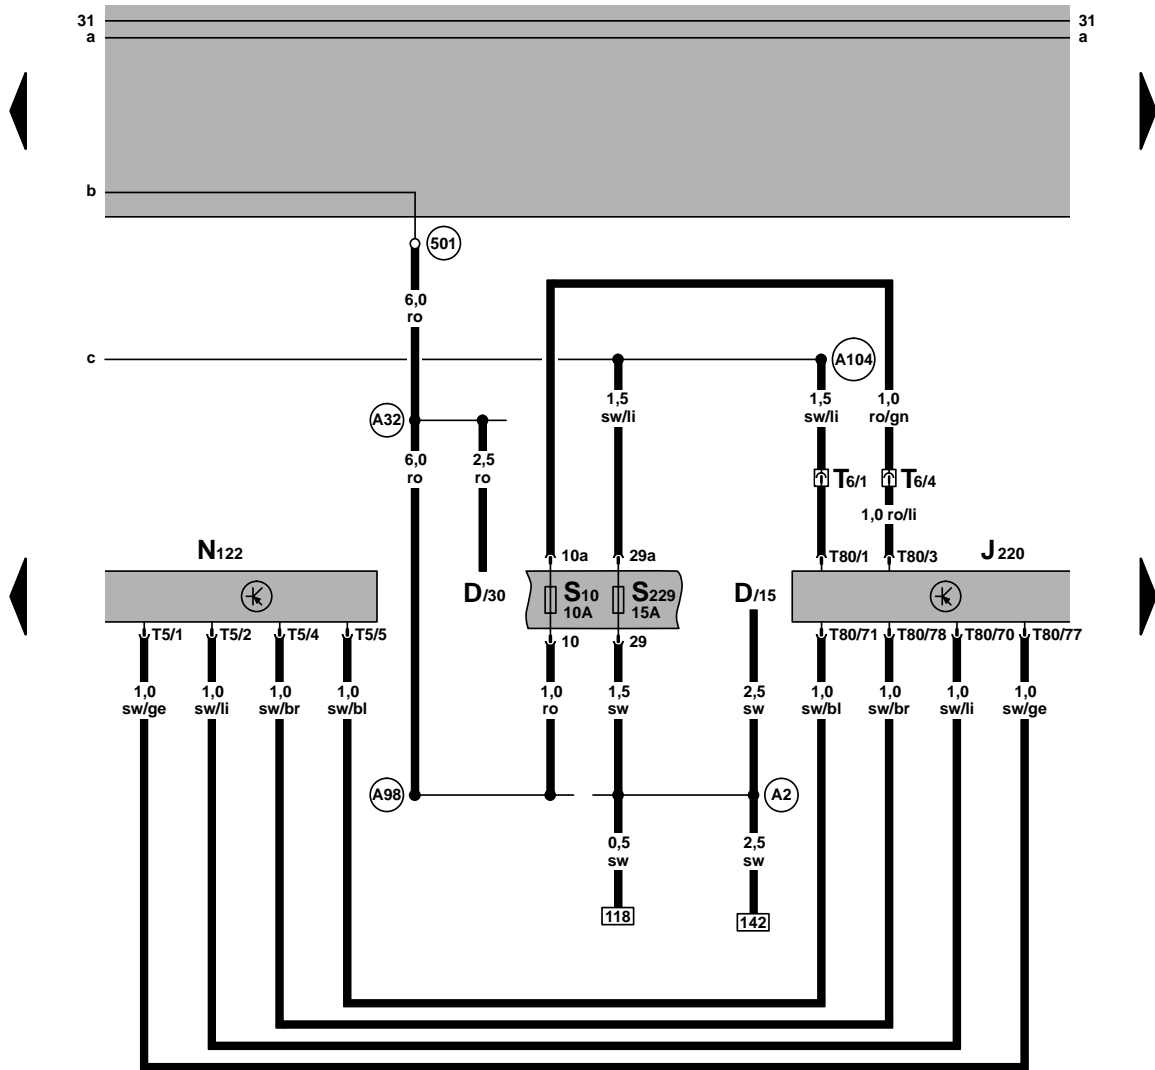 31 31
a a
b
501
6,0
ro
c
A104
1,5
sw/li
1,5
sw/li
1,0
ro/gn
A32
6,0
ro
2,5
ro
T6/1
T6/4
1,0 ro/li
N122
10a
29a
T80/1
T80/3
J220
D/30
S10
10A
S229
15A
D/15
T5/1
T5/2
T5/4
T5/5
10
29
T80/71
T80/78
T80/70
T80/77
1,0
sw/ge
1,0
sw/li
1,0
sw/br
1,0
sw/bl
1,0
ro
1,5
sw
2,5
sw
1,0
sw/bl
1,0
sw/br
1,0
sw/li
1,0
sw/ge
A98
A2
0,5
sw
2,5
sw
118
142